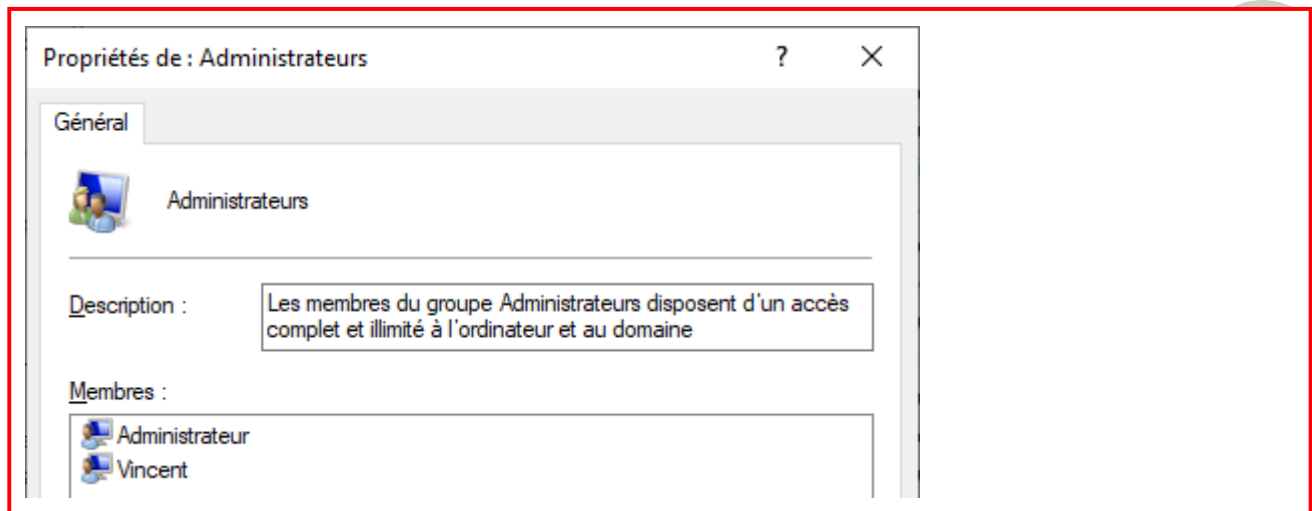 Propriétés de : Administrateurs ? ×
Général
Administrateurs
Description :
Les membres du groupe Administrateurs disposent d'un accès
complet et illimité à l'ordinateur et au domaine
Membres :
Administrateur
Vincent